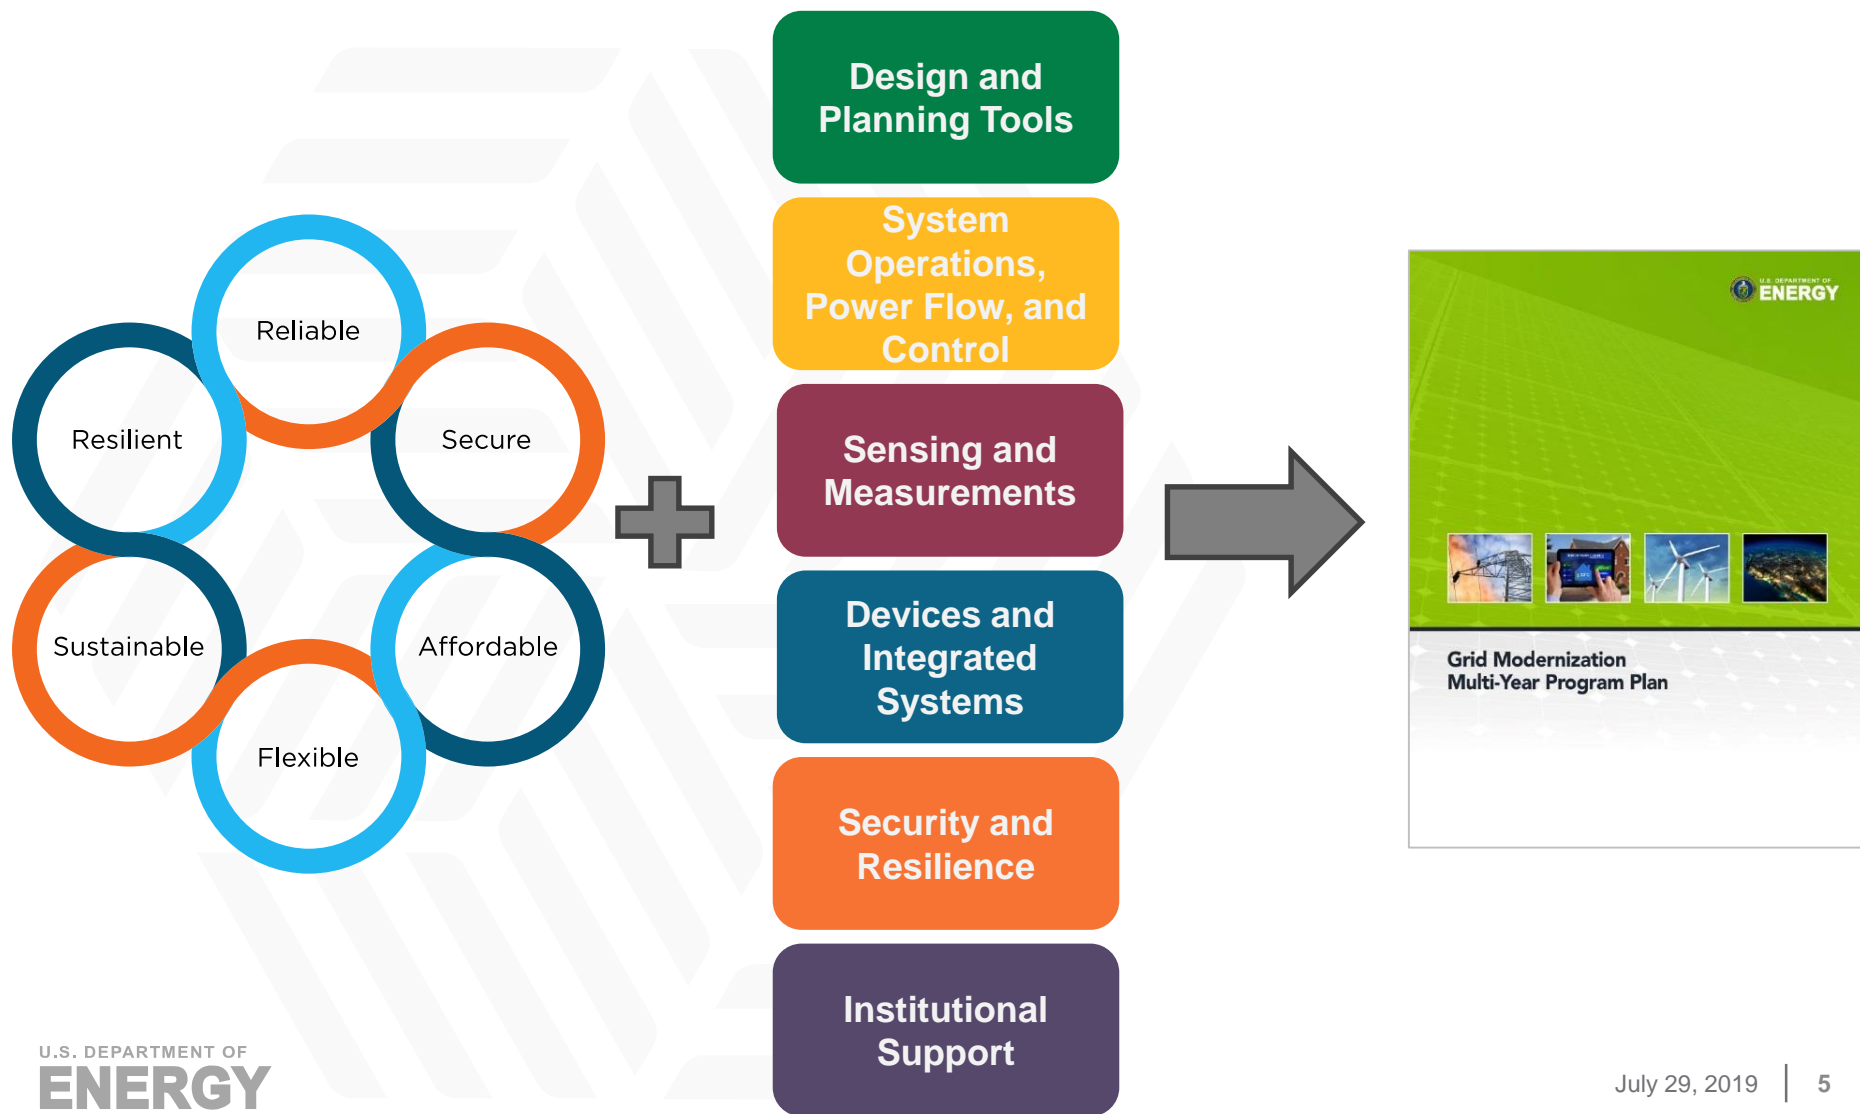 Design and
Planning Tools
System
Operations,
Power Flow, and
Control
Sensing and
Measurements
Devices and
Integrated
Systems
Security and
Resilience
Institutional
Support
Reliable
Resilient
Secure
Sustainable
Affordable
Flexible
U.S. DEPARTMENT OF
ENERGY
Grid Modernization
Multi-Year Program Plan
U.S. DEPARTMENT OF
ENERGY
July 29, 2019
5